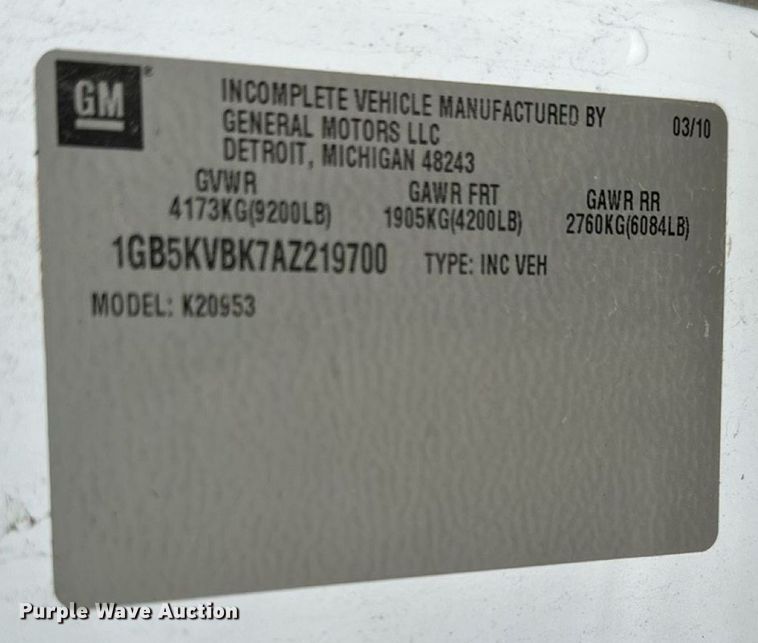 GM®
INCOMPLETE VEHICLE MANUFACTURED BY 03/10
GENERAL MOTORS LLC
DETROIT, MICHIGAN 48243
GVWR GAWR FRT GAWR RR
4173KG(9200LB) 1905KG(4200LB) 2760KG(6084LB)
1GB5KVBK7AZ219700 TYPE: INC VEH
MODEL: K20953
Purple Wave Auction